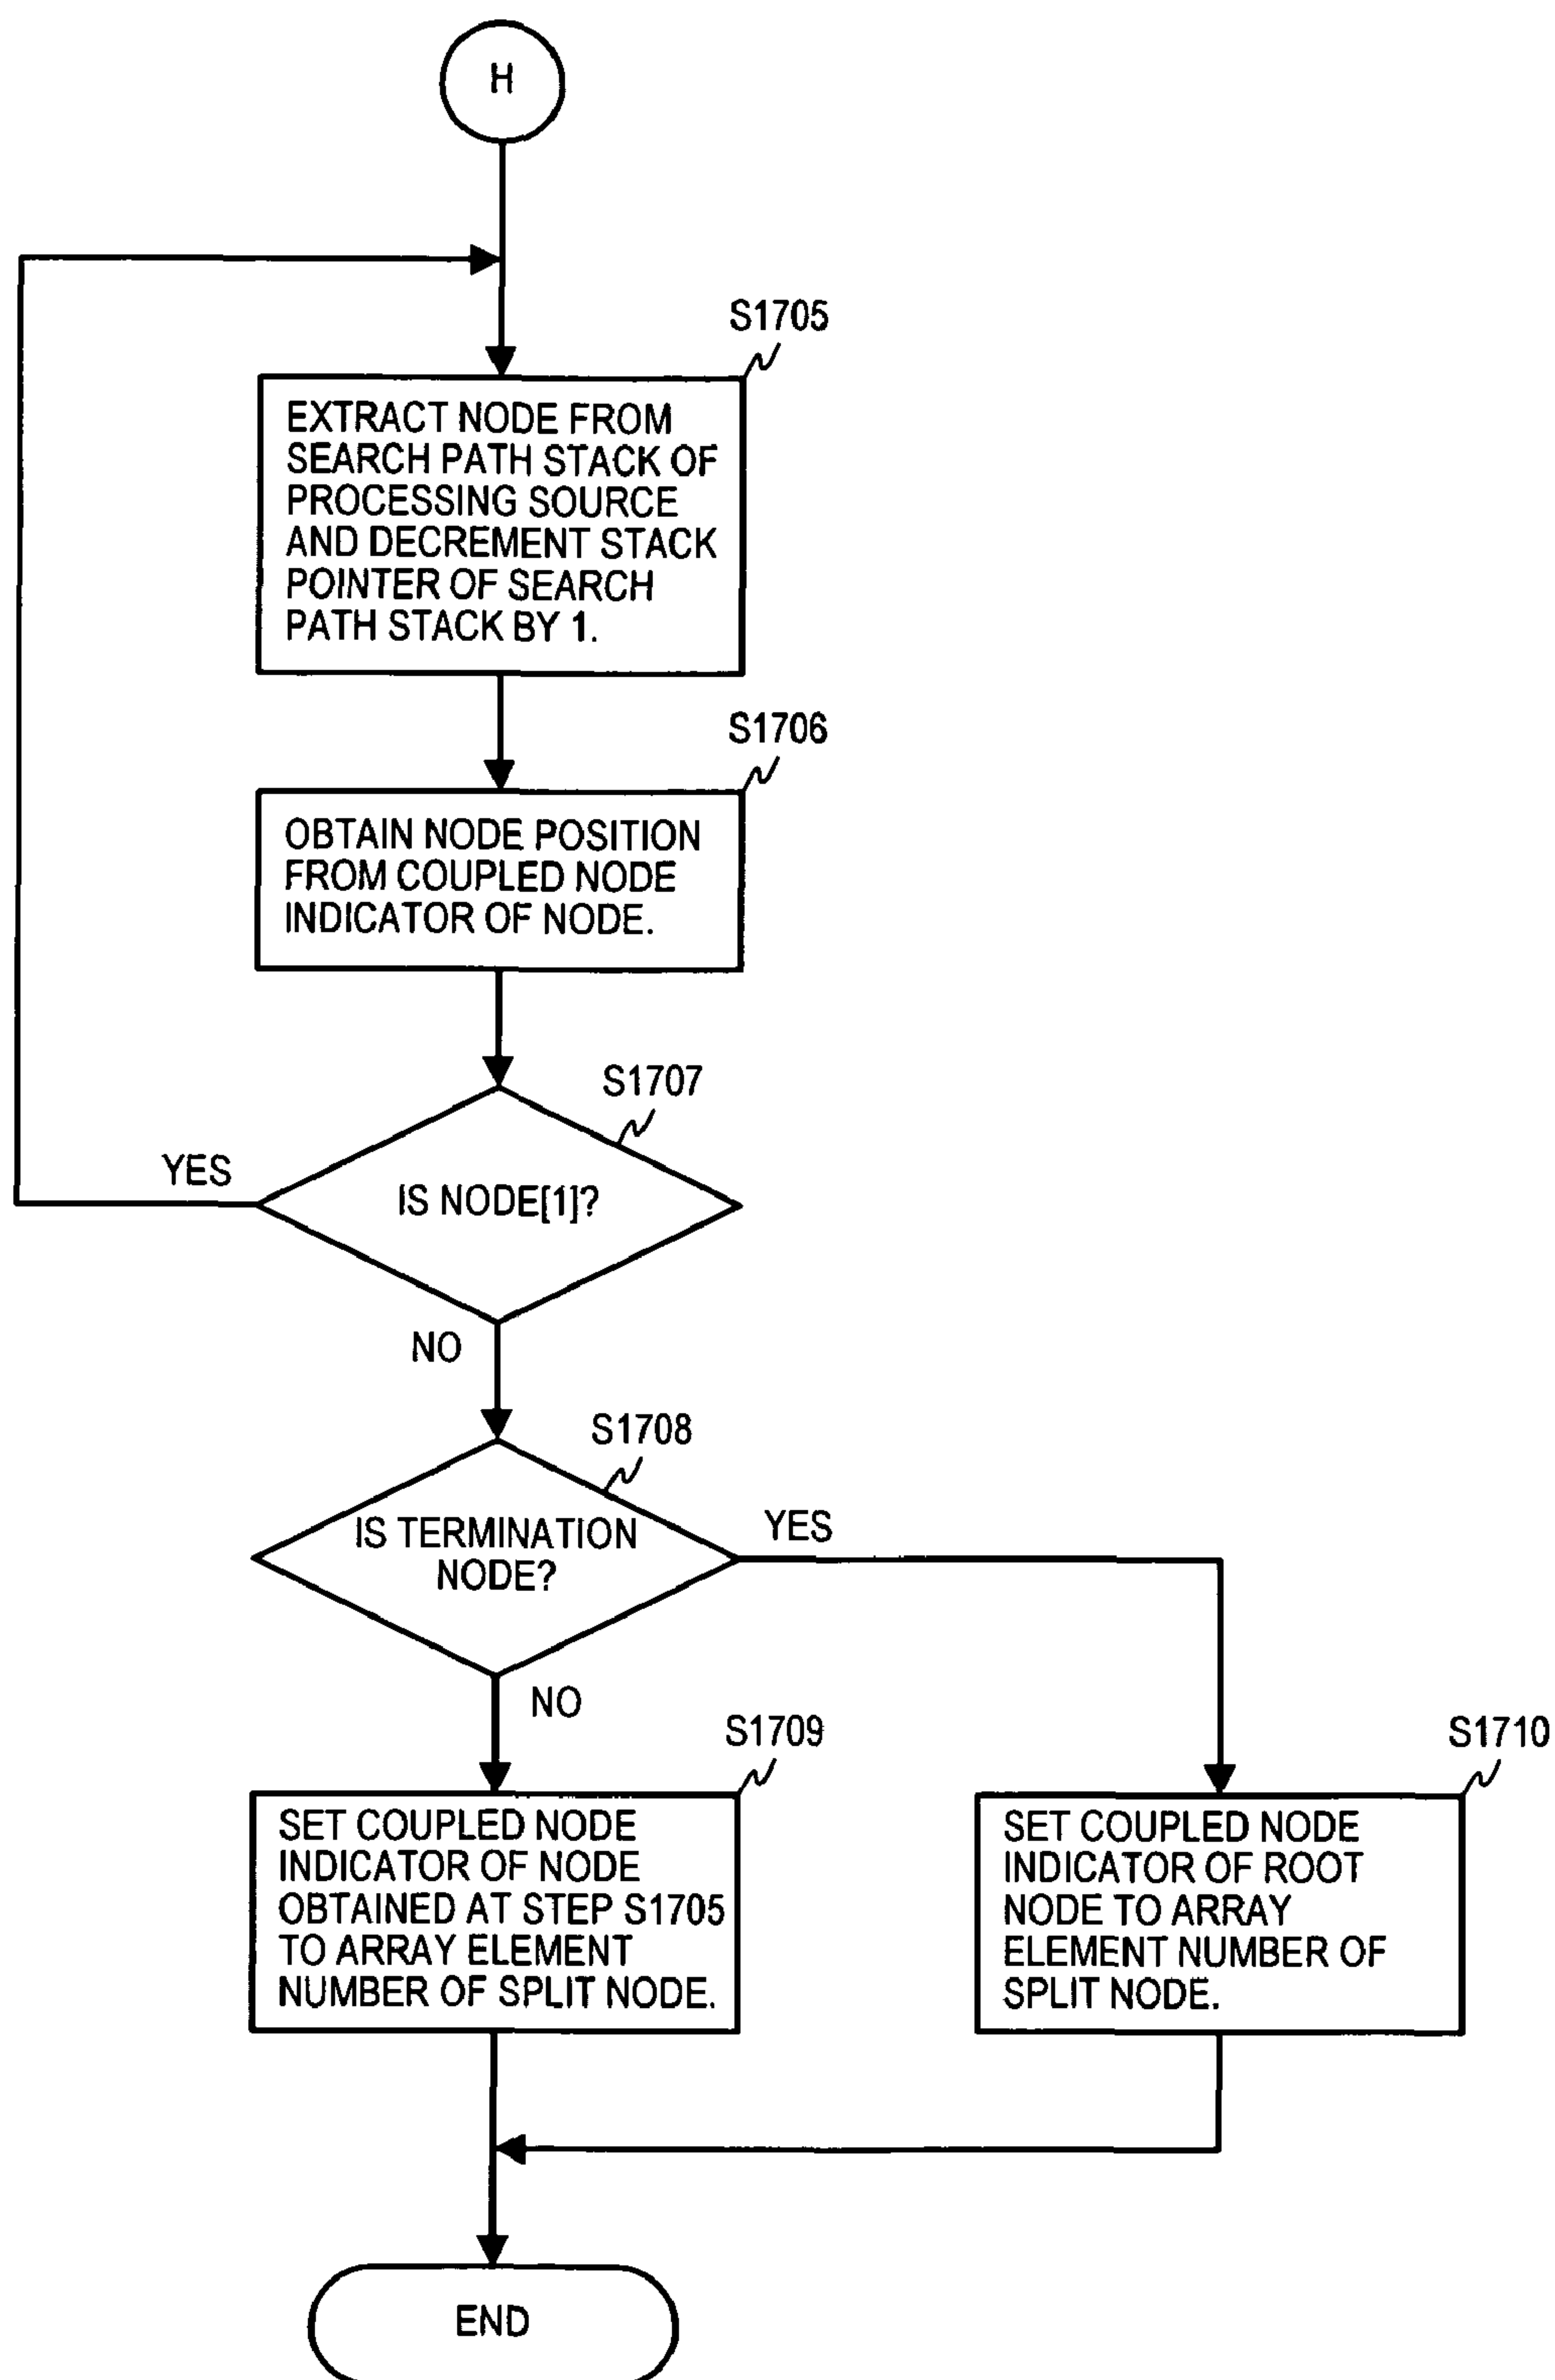 H
S1705
EXTRACT NODE FROM
SEARCH PATH STACK OF
PROCESSING SOURCE
AND DECREMENT STACK
POINTER OF SEARCH
PATH STACK BY 1.
S1706
OBTAIN NODE POSITION
FROM COUPLED NODE
INDICATOR OF NODE.
S1707
YES
IS NODE[1]?
NO
S1708
IS TERMINATION
NODE?
YES
NO
S1709
SET COUPLED NODE
INDICATOR OF NODE
OBTAINED AT STEP S1705
TO ARRAY ELEMENT
NUMBER OF SPLIT NODE.
S1710
SET COUPLED NODE
INDICATOR OF ROOT
NODE TO ARRAY
ELEMENT NUMBER OF
SPLIT NODE.
END